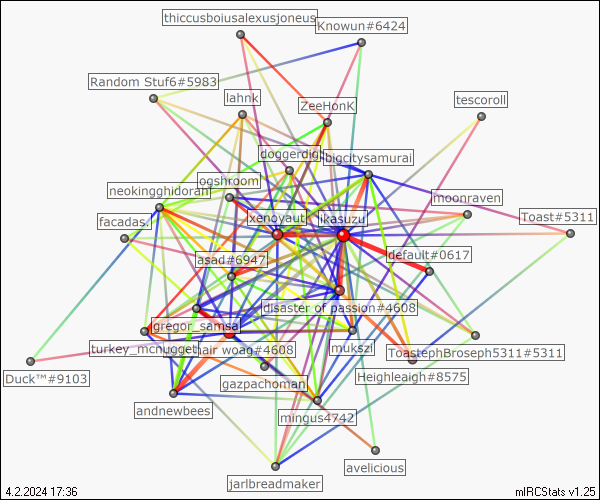 thiccusboiusalexusjoneus
Knowun#6424
Random Stuf6#5983
lahnk
ZeeHonK
tescoroll
doggerdigi
bigcitysamurai
ogshroom
neokingghidorah
moonraven
facadas.
xenoyaut
ikasuzu
Toast#5311
asad#6947
default#0617
disaster of passion#4608
gregor_samsa
turkey_mcnugget
hair woag#4608
mukszi
ToastephBroseph5311#5311
Duck™#9103
gazpachoman
Heighleaigh#8575
andnewbees
mingus4742
avelicious
jarlbreadmaker
4.2.2024 17:36
mIRCStats v1.25